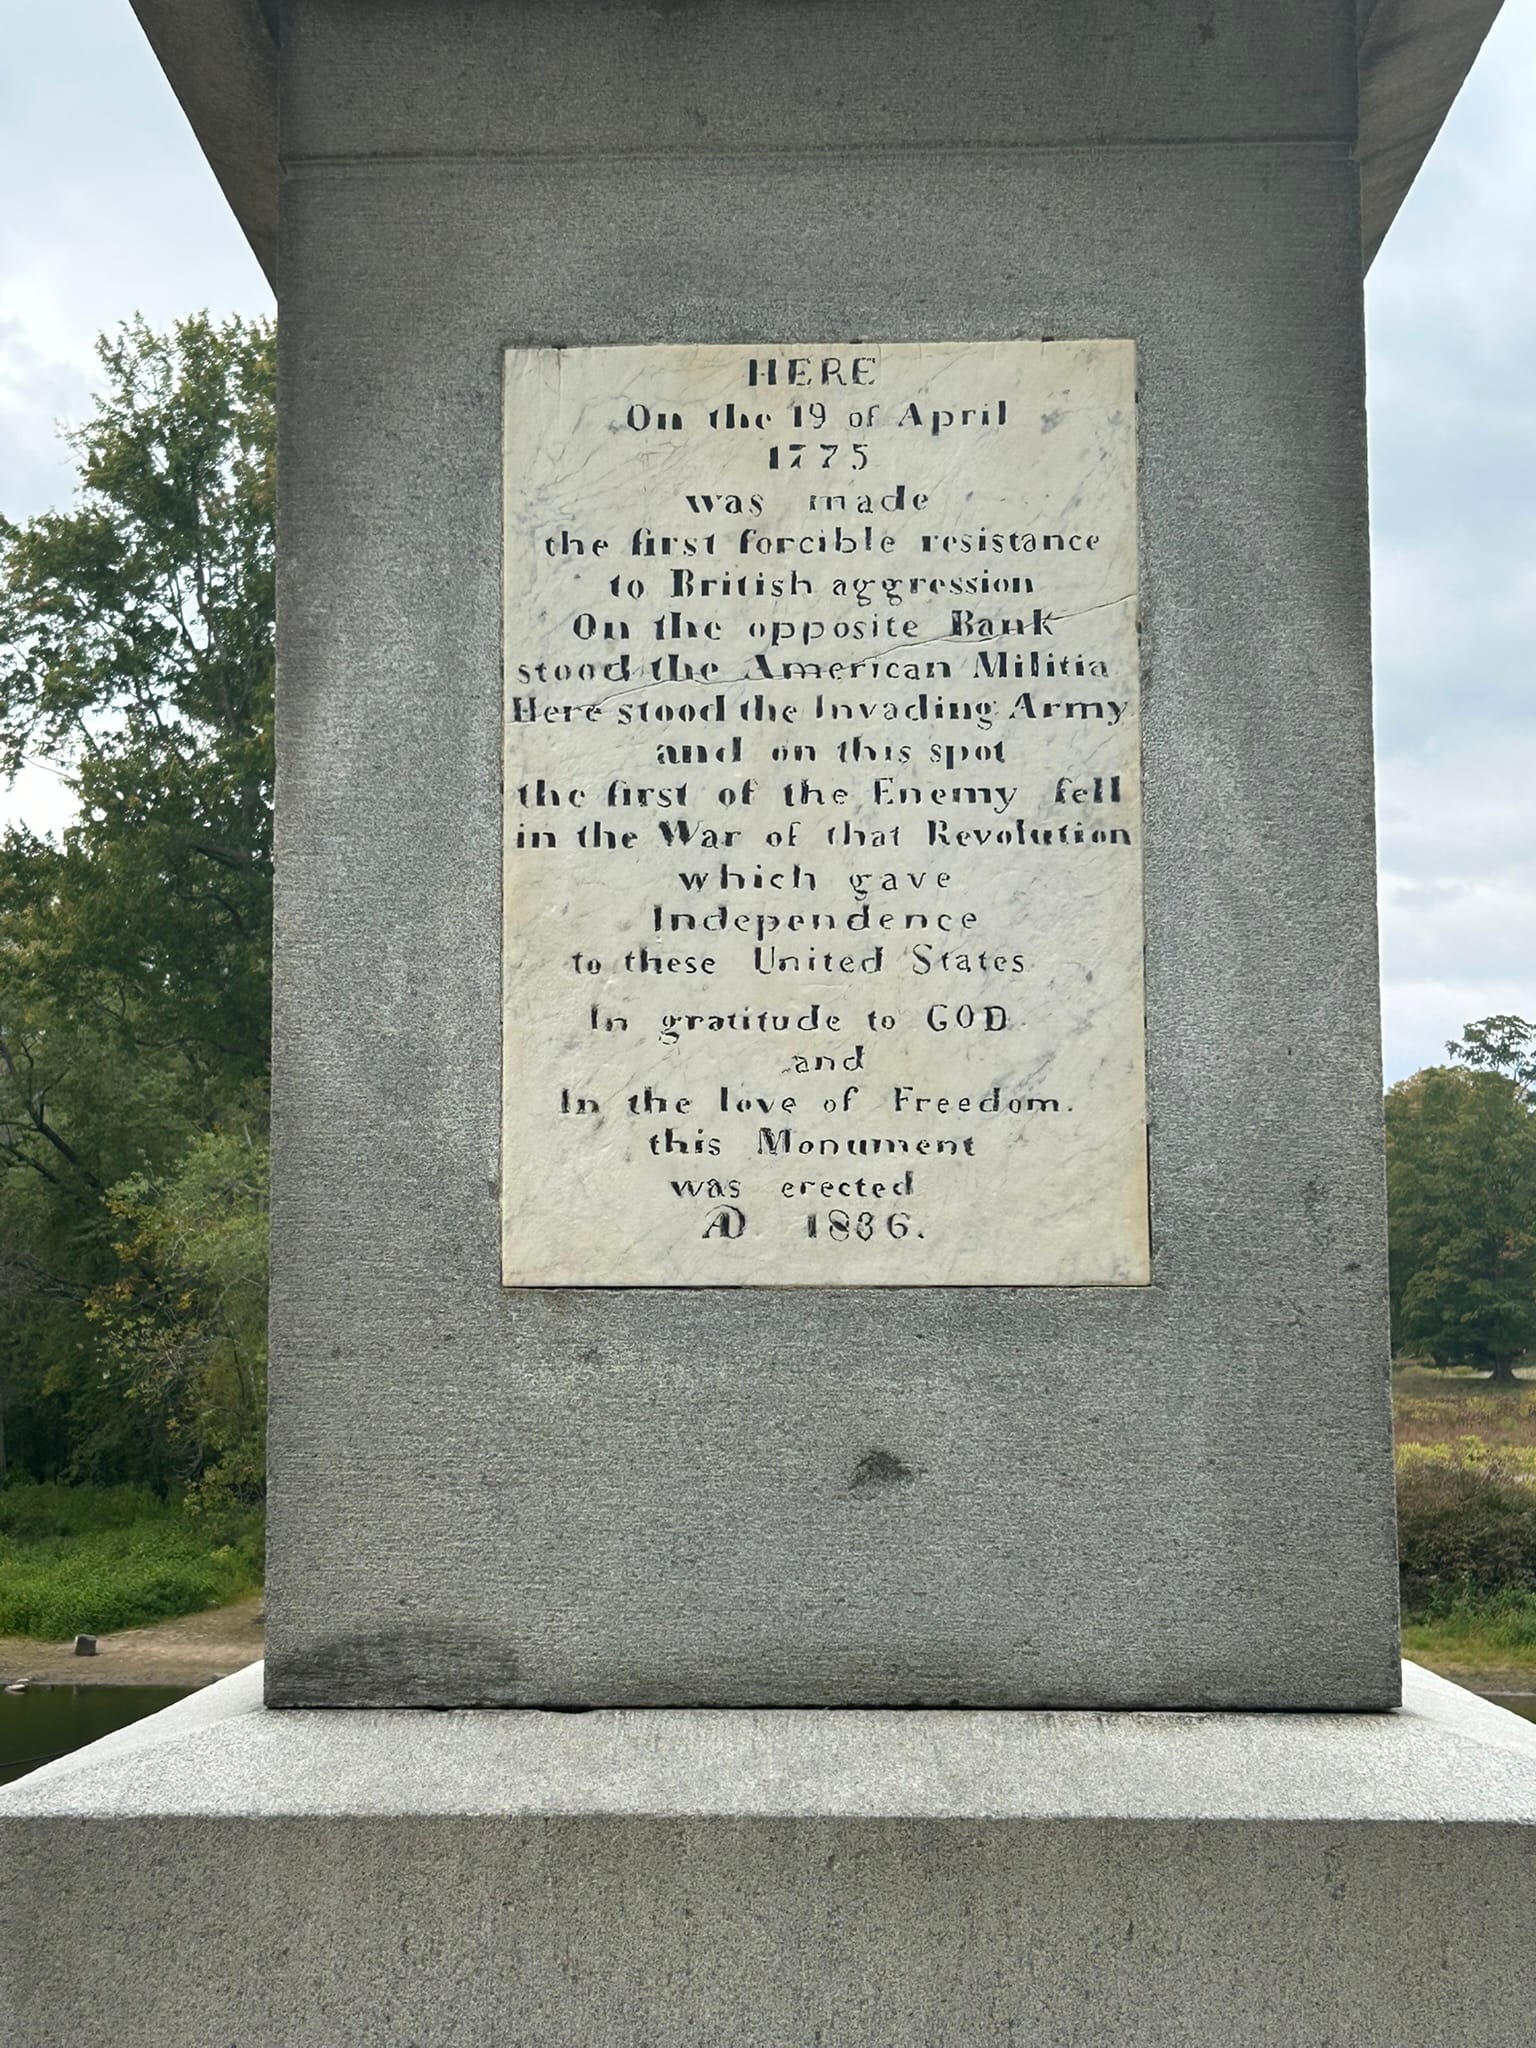 HERE
On the 19 of April
1775
was made
the first forcible resistance
to British aggression
On the opposite Bank
stood the American Militia
Here stood the Invading Army
and on this spot
the first of the Enemy fell
in the War of that Revolution
which gave
Independence
to these United States
In gratitude to GOD
and
In the love of Freedom.
this Monument
was erected
AD. 1836.